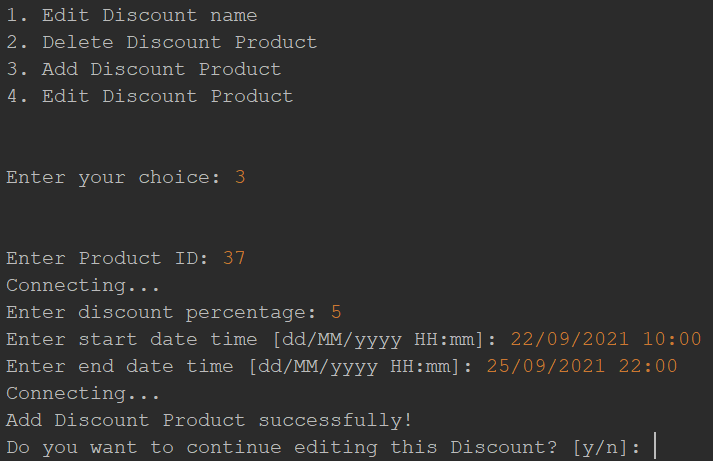 1. Edit Discount name
2. Delete Discount Product
3. Add Discount Product
4. Edit Discount Product
Enter your choice: 3
Enter Product ID: 37
Connecting...
Enter discount percentage: 5
Enter start date time [dd/MM/yyyy HH:mm]: 22/09/2021 10:00
Enter end date time [dd/MM/yyyy HH:mm]: 25/09/2021 22:00
Connecting...
Add Discount Product successfully!
Do you want to continue editing this Discount? [y/n]: